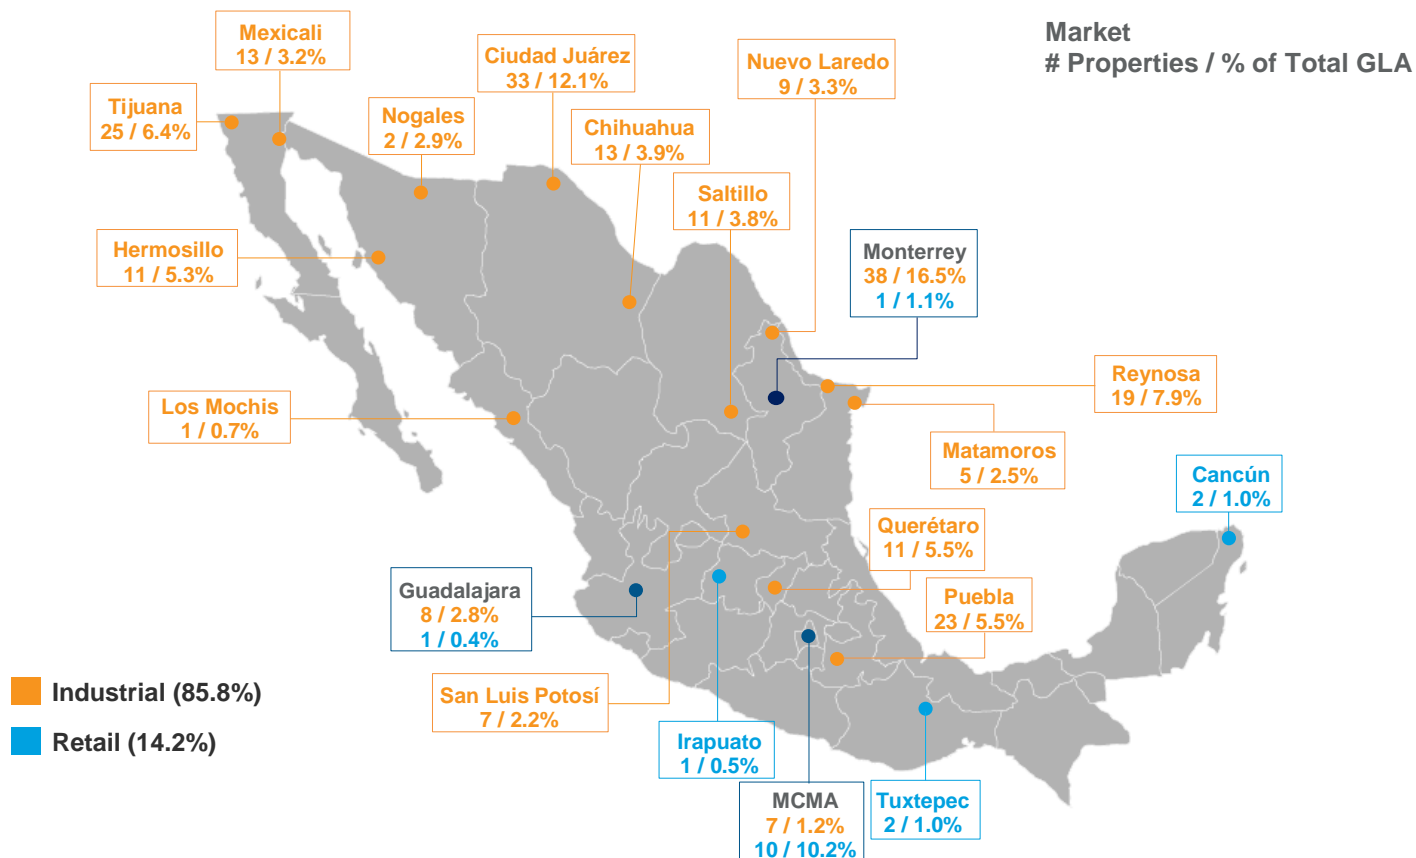 Market
# Properties / % of Total GLA
Mexicali
13 / 3.2%
Ciudad Juárez
33 / 12.1%
Nuevo Laredo
9 / 3.3%
Tijuana
25 / 6.4%
Nogales
2 / 2.9%
Chihuahua
13 / 3.9%
Saltillo
11 / 3.8%
Hermosillo
11 / 5.3%
Monterrey
38 / 16.5%
1 / 1.1%
Reynosa
19 / 7.9%
Los Mochis
1 / 0.7%
Matamoros
5 / 2.5%
Cancún
2 / 1.0%
Querétaro
11 / 5.5%
Guadalajara
8 / 2.8%
1 / 0.4%
Puebla
23 / 5.5%
Industrial (85.8%)
San Luis Potosí
7 / 2.2%
Retail (14.2%)
Irapuato
1 / 0.5%
MCMA
7 / 1.2%
10 / 10.2%
Tuxtepec
2 / 1.0%